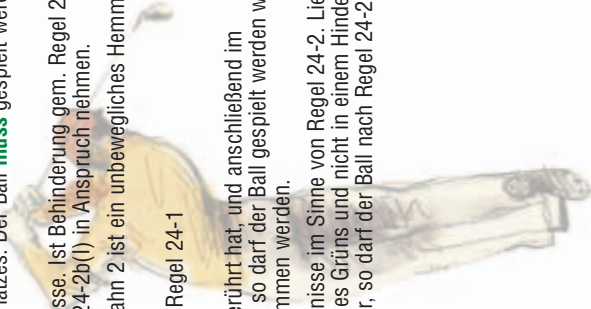 latzes. Der Ball muss gespielt werd
sse. Ist Behinderung gem. Regel 2
24-2b(I) in Anspruch nehmen.
ahn 2 ist ein unbewegliches Hemm
Regel 24-1
erührt hat, und anschließend im
so darf der Ball gespielt werden w
mmen werden.
nisse im Sinne von Regel 24-2. Lie
es Grüns und nicht in einem Hinde
r, so darf der Ball nach Regel 24-2